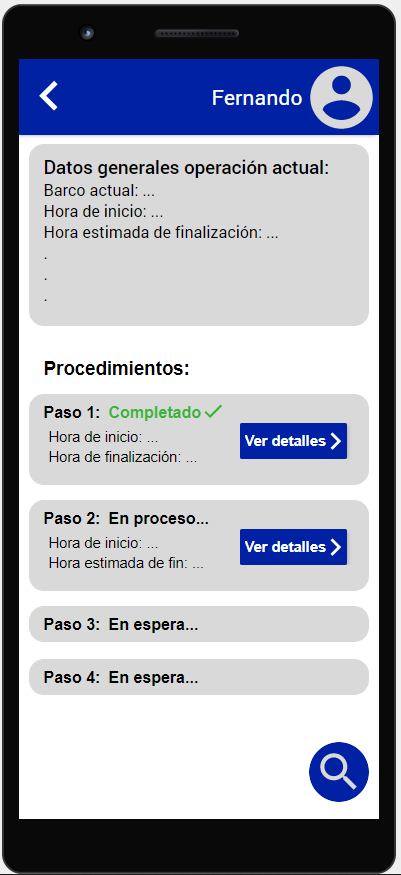 Fernando
Datos generales operación actual:
Barco actual: ...
Hora de inicio: ...
Hora estimada de finalización: ...
.
.
.
Procedimientos:
Paso 1: Completado
Hora de inicio: ...
Hora de finalización: ...
Ver detalles
Paso 2: En proceso...
Hora de inicio: ...
Hora estimada de fin: ...
Ver detalles
Paso 3: En espera...
Paso 4: En espera...